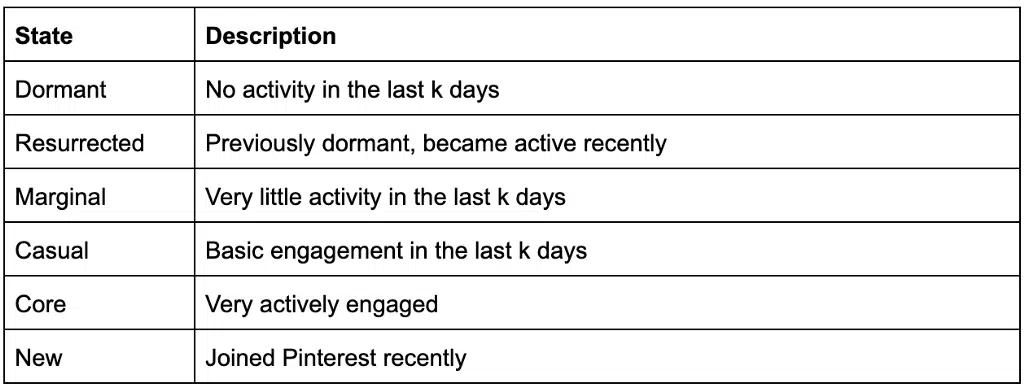 State Description
Dormant No activity in the last k days
Resurrected Previously dormant, became active recently
Marginal Very little activity in the last k days
Casual Basic engagement in the last k days
Core Very actively engaged
New Joined Pinterest recently